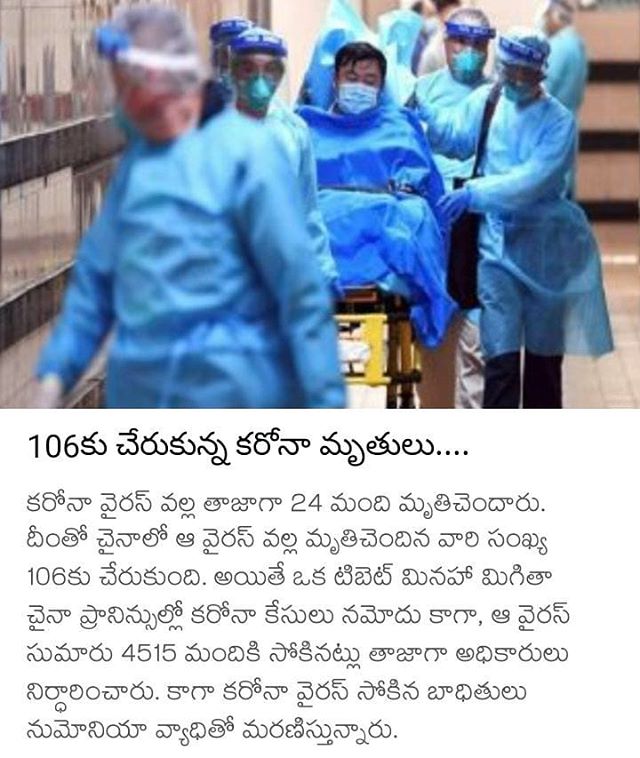 106కు చేరుకున్న కరోనా మృతులు....
కరోనా వైరస్ వల్ల తాజాగా 24 మంది మృతిచెందారు.
దీంతో చైనాలో ఆ వైరస్ వల్ల మృతిచెందిన వారి సంఖ్య
106కు చేరుకుంది. అయితే ఒక టిబెట్ మినహా మిగితా
చైనా ప్రానిన్సుల్లో కరోనా కేసులు నమోదు కాగా, ఆ వైరస్
సుమారు 4515 మందికి సోకినట్లు తాజాగా అధికారులు
నిర్ధారించారు. కాగా కరోనా వైరస్ సోకిన బాధితులు
నుమోనియా వ్యాధితో మరణిస్తున్నారు.